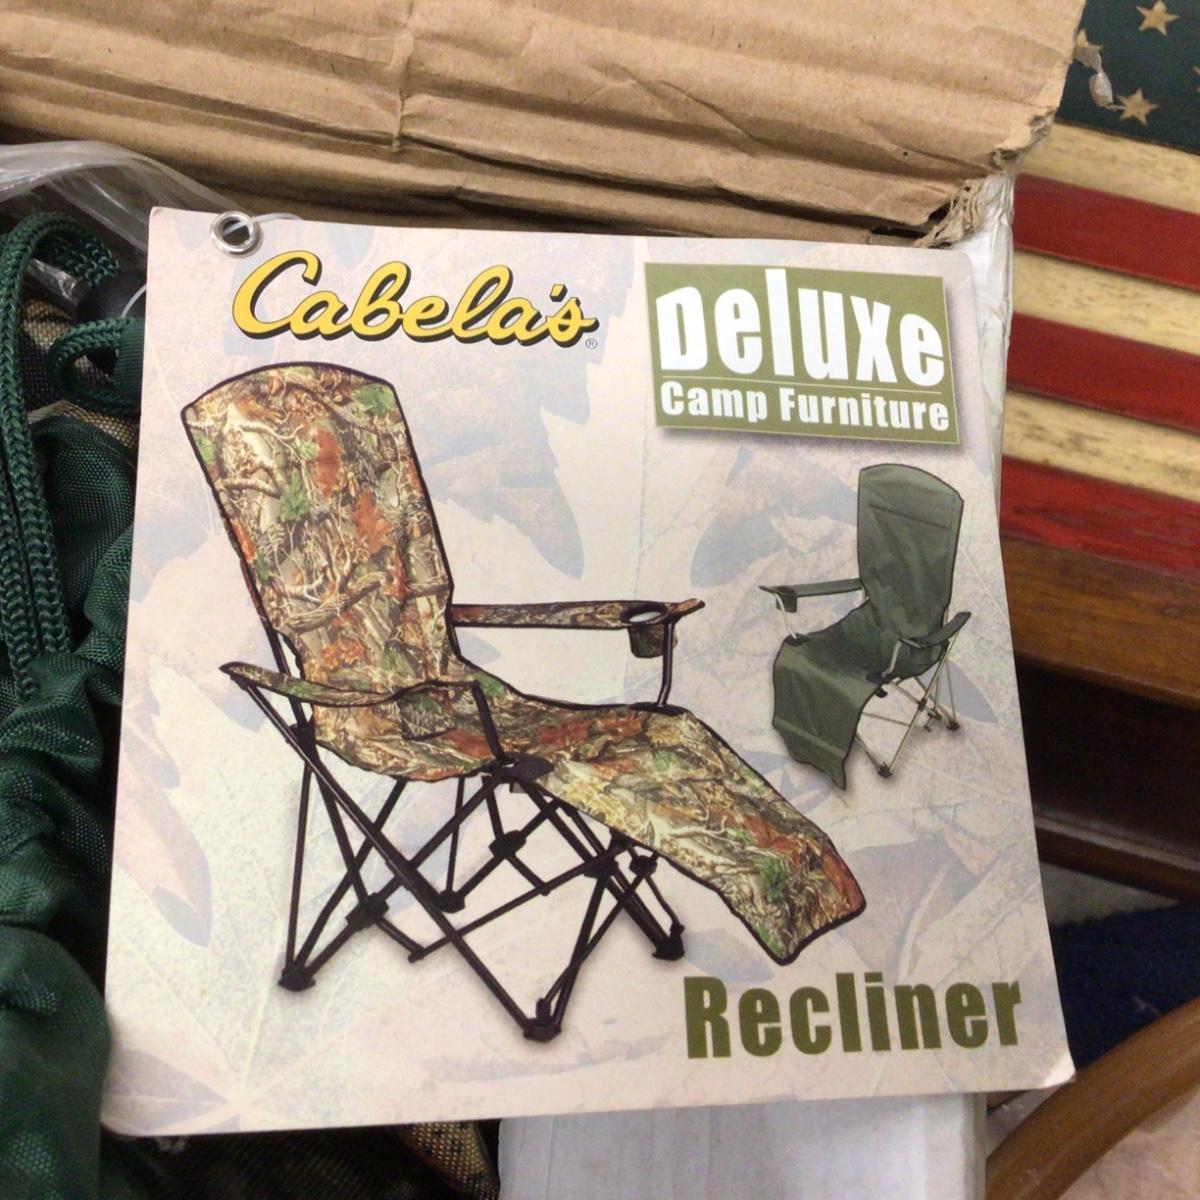 Cabela's®
Deluxe
Camp Furniture
Recliner